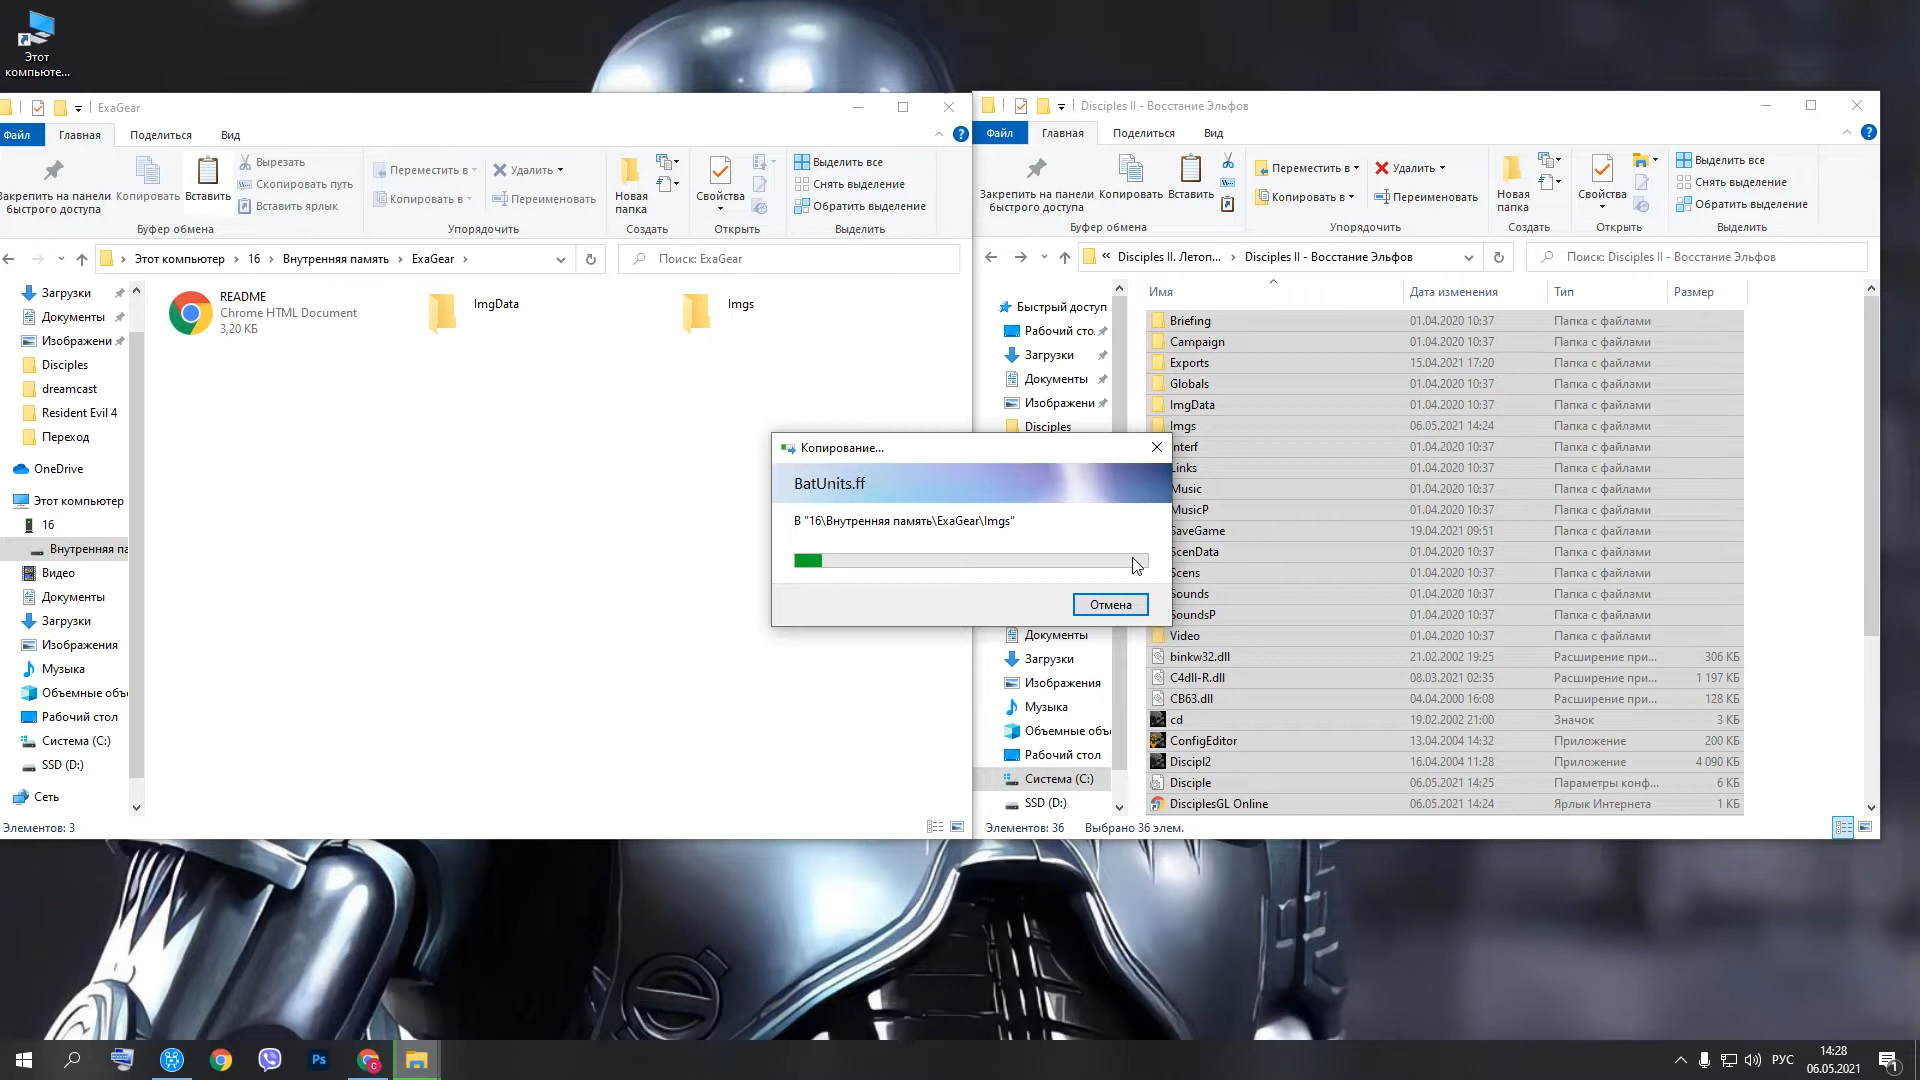 Этот
компьюте...
ExaGear
Файл
Главная
Поделиться
Вид
Закрепить на панели
быстрого доступа
Копировать
Вставить
Вырезать
Скопировать путь
Вставить ярлык
Буфер обмена
Переместить в
Копировать в
Удалить
Переименовать
Упорядочить
Новая
папка
Создать
Свойства
Открыть
Выделить все
Снять выделение
Обратить выделение
Выделить
Этот компьютер
16
Внутренняя память
ExaGear
Поиск: ExaGear
Загрузки
Документы
Изображени
Disciples
dreamcast
Resident Evil 4
Переход
OneDrive
Этот компьютер
16
Внутренняя па
Видео
Документы
Загрузки
Изображения
Музыка
Объемные объ
Рабочий стол
Система (C:)
SSD (D:)
Сеть
README
Chrome HTML Document
3,20 КБ
ImgData
Imgs
Элементов: 3
Disciples II - Восстание Эльфов
Файл
Главная
Поделиться
Вид
Закрепить на панели
быстрого доступа
Копировать
Вставить
Буфер обмена
Переместить в
Копировать в
Удалить
Переименовать
Упорядочить
Новая
папка
Создать
Свойства
Открыть
Выделить все
Снять выделение
Обратить выделение
Выделить
« Disciples II. Летоп...
Disciples II - Восстание Эльфов
Поиск: Disciples II - Восстание Эльфов
Быстрый доступ
Рабочий сто.
Загрузки
Документы
Изображени
Disciples
Документы
Загрузки
Изображения
Музыка
Объемные объ
Рабочий стол
Система (C:)
SSD (D:)
Имя Дата изменения Тип Размер
Briefing 01.04.2020 10:37 Папка с файлами
Campaign 01.04.2020 10:37 Папка с файлами
Exports 15.04.2021 17:20 Папка с файлами
Globals 01.04.2020 10:37 Папка с файлами
ImgData 01.04.2020 10:37 Папка с файлами
Imgs 06.05.2021 14:24 Папка с файлами
nterf 01.04.2020 10:37 Папка с файлами
Links 01.04.2020 10:37 Папка с файлами
Music 01.04.2020 10:37 Папка с файлами
MusicP 01.04.2020 10:37 Папка с файлами
SaveGame 19.04.2021 09:51 Папка с файлами
ScenData 01.04.2020 10:37 Папка с файлами
Scens 01.04.2020 10:37 Папка с файлами
Sounds 01.04.2020 10:37 Папка с файлами
SoundsP 01.04.2020 10:37 Папка с файлами
Video 01.04.2020 10:37 Папка с файлами
binkw32.dll 21.02.2002 19:25 Расширение при... 306 КБ
C4dll-R.dll 08.03.2021 02:35 Расширение при... 1 197 КБ
CB63.dll 04.04.2000 16:08 Расширение при... 128 КБ
cd 19.02.2002 21:00 Значок 3 КБ
ConfigEditor 13.04.2004 14:32 Приложение 200 КБ
Discipl2 16.04.2004 11:28 Приложение 4 090 КБ
Disciple 06.05.2021 14:25 Параметры конф... 6 КБ
DisciplesGL Online 06.05.2021 14:24 Ярлык Интернета 1 КБ
Элементов: 36 Выбрано 36 элем.
Копирование...
BatUnits.ff
В "16\Внутренняя память\ExaGear\Imgs"
Отмена
Ps
C
РУС
14:28
06.05.2021
1